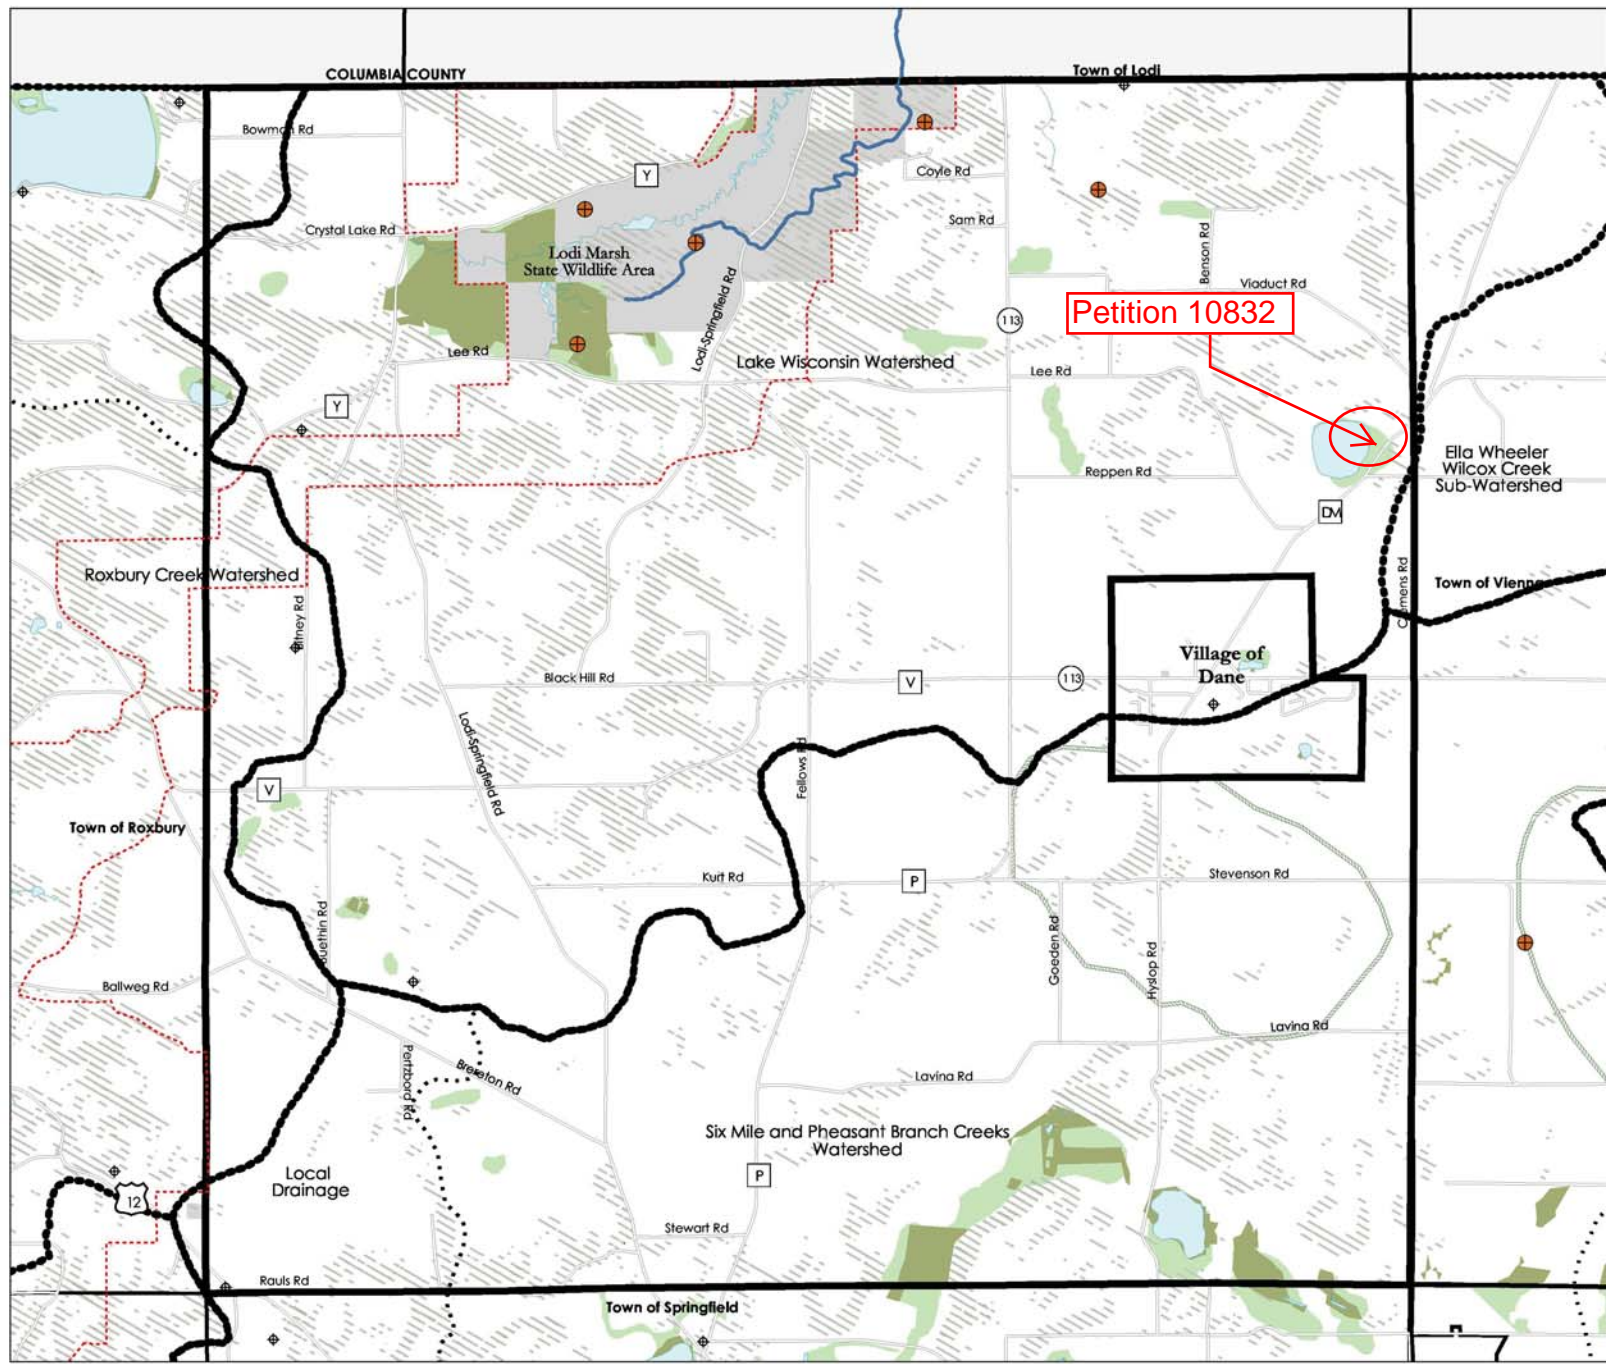 COLUMBIA COUNTY
Town of Lodi
Bowman Rd
Y
Coyle Rd
Crystal Lake Rd
Sam Rd
Benson Rd
Lodi Marsh
State Wildlife Area
Lodi-Springfield Rd
Viaduct Rd
Petition 10832
113
Lee Rd
Lake Wisconsin Watershed
Lee Rd
Y
Ella Wheeler
Wilcox Creek
Sub-Watershed
Reppen Rd
DM
Roxbury Creek Watershed
Clemens Rd
Town of Vienna
Bitney Rd
Village of
Dane
Black Hill Rd
V
113
Lodi-Springfield Rd
Fellows Rd
V
Town of Roxbury
Kurt Rd
P
Stevenson Rd
Suethin Rd
Goeden Rd
Hyslop Rd
Ballweg Rd
Lavina Rd
Brereton Rd
Lavina Rd
Six Mile and Pheasant Branch Creeks
Watershed
Local
Drainage
P
12
Stewart Rd
Rauls Rd
Town of Springfield